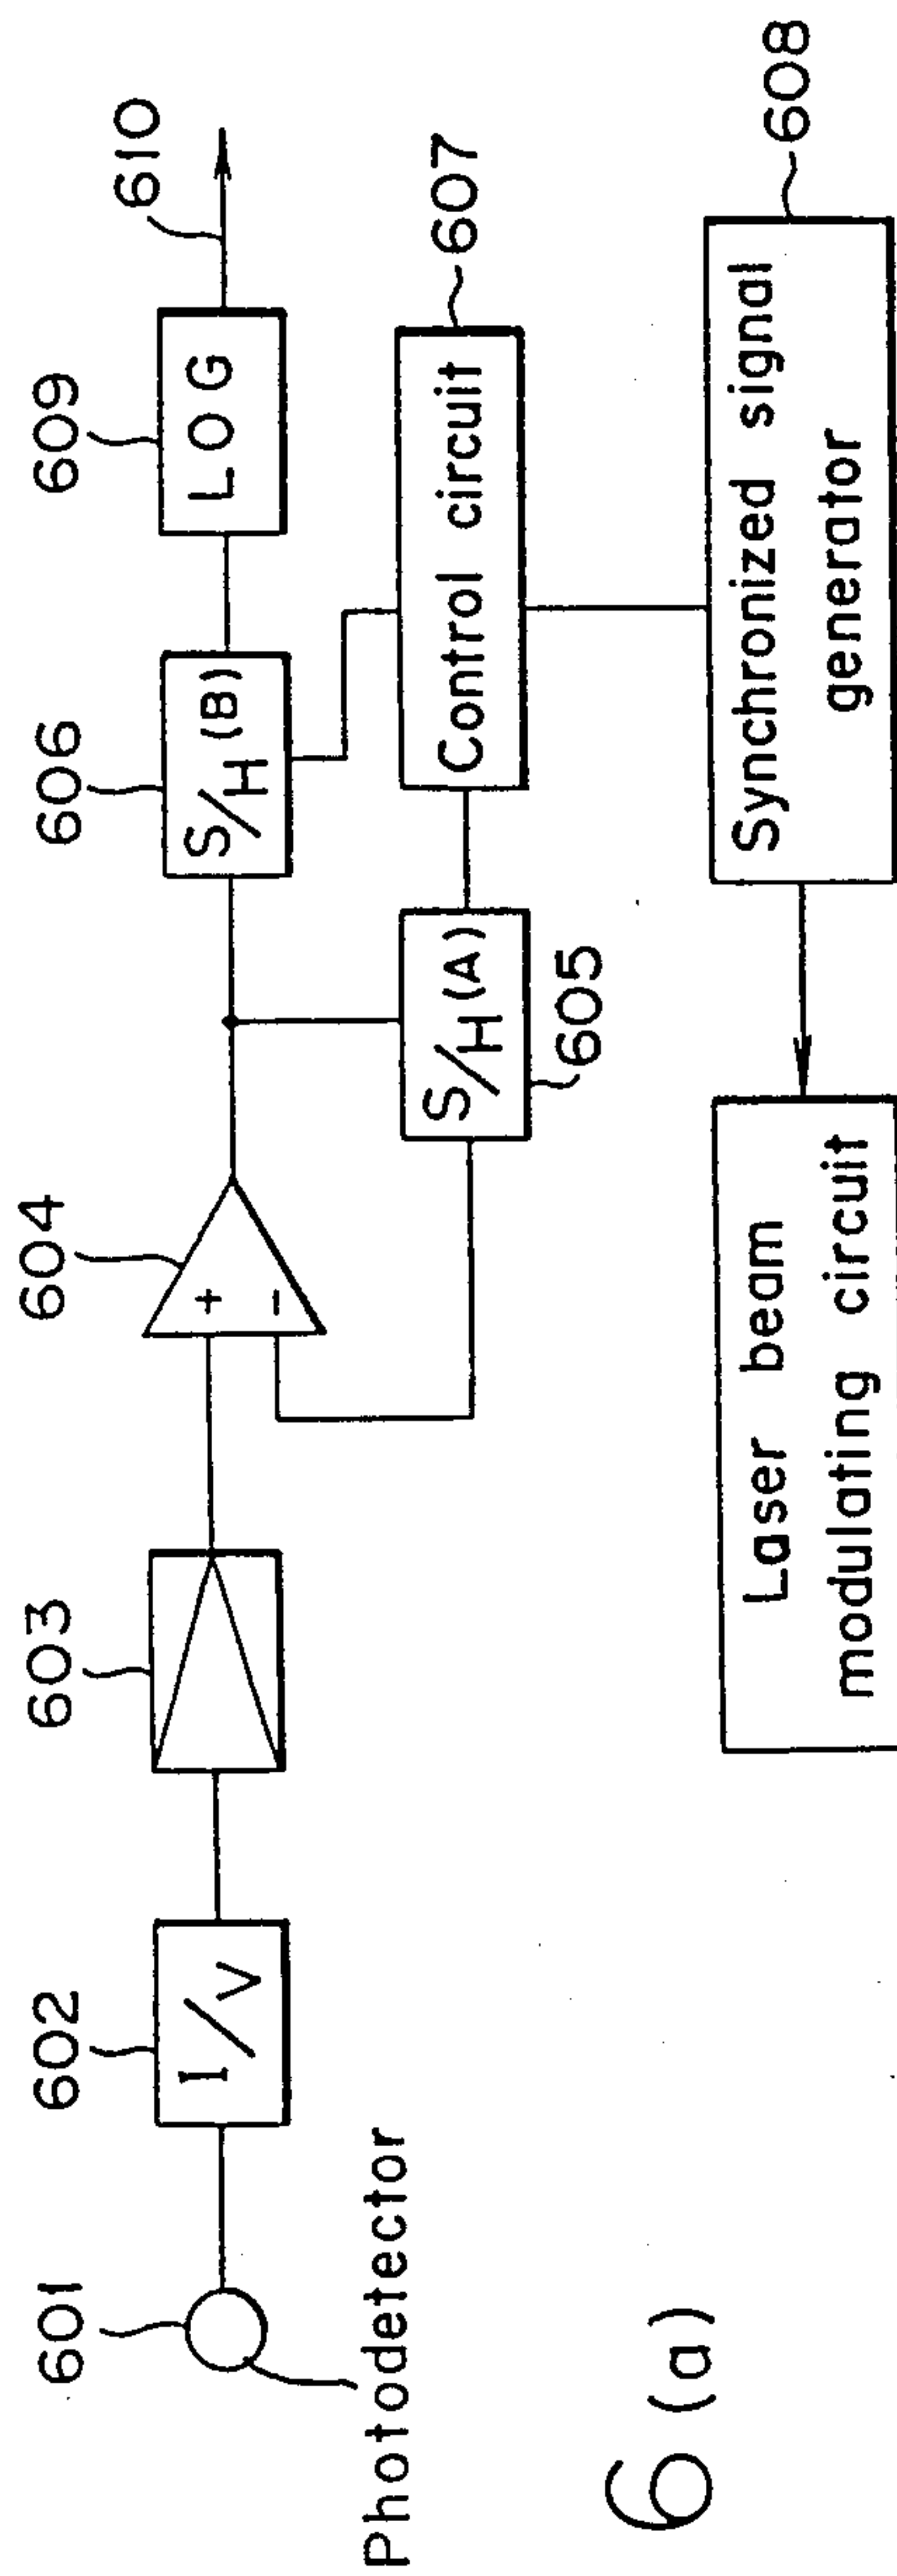 601
602
603
604
606
609
610
I/V
+
−
S/H (B)
LOG
S/H (A)
605
Control circuit
607
Photodetector
Laser beam
modulating circuit
Synchronized signal
generator
608
6 (a)